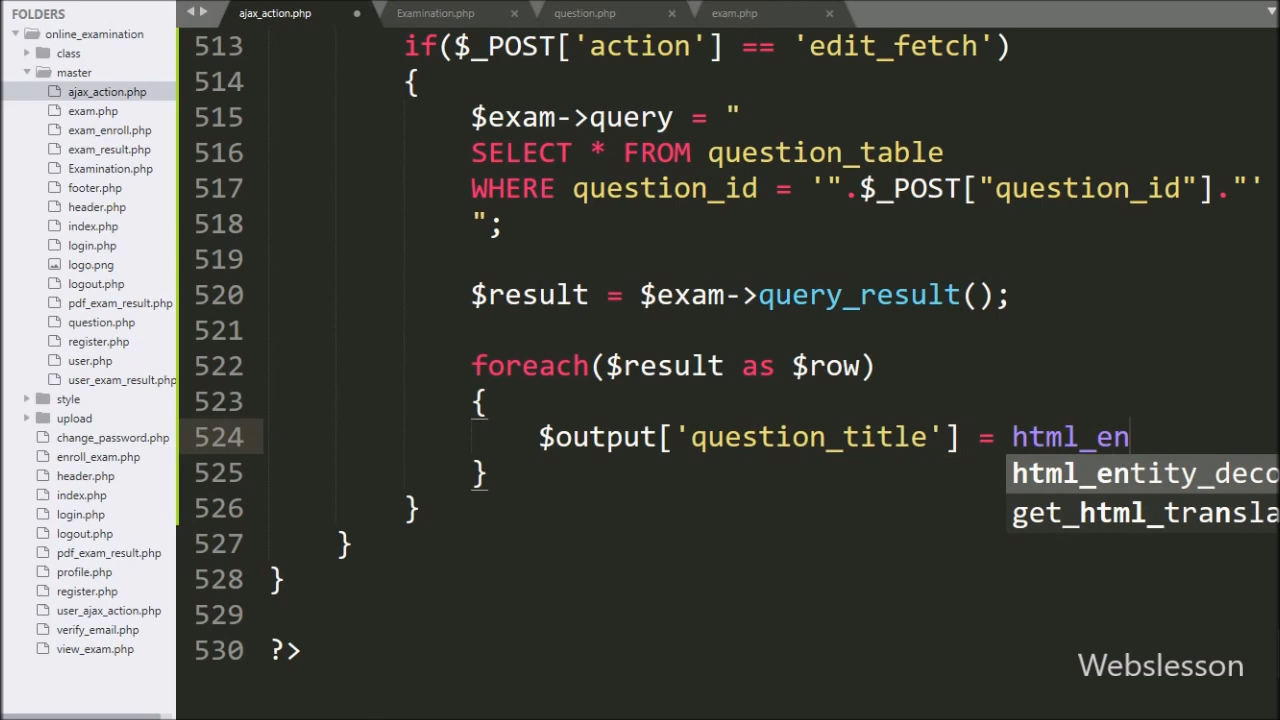 FOLDERS
online_examination
class
master
ajax_action.php
exam.php
exam_enroll.php
exam_result.php
Examination.php
footer.php
header.php
index.php
login.php
logo.png
logout.php
pdf_exam_result.php
question.php
register.php
user.php
user_exam_result.php
style
upload
change_password.php
enroll_exam.php
header.php
index.php
login.php
logout.php
pdf_exam_result.php
profile.php
register.php
user_ajax_action.php
verify_email.php
view_exam.php
ajax_action.php Examination.php question.php exam.php
513 if($_POST['action'] == 'edit_fetch')
514 {
515 $exam->query = "
516 SELECT * FROM question_table
517 WHERE question_id = '".$_POST["question_id"]."'
518 ";
519
520 $result = $exam->query_result();
521
522 foreach($result as $row)
523 {
524 $output['question_title'] = html_en
html_entity_deco
525 }
get_html_transla
526 }
527 }
528 }
529
530 ?>
Webslesson